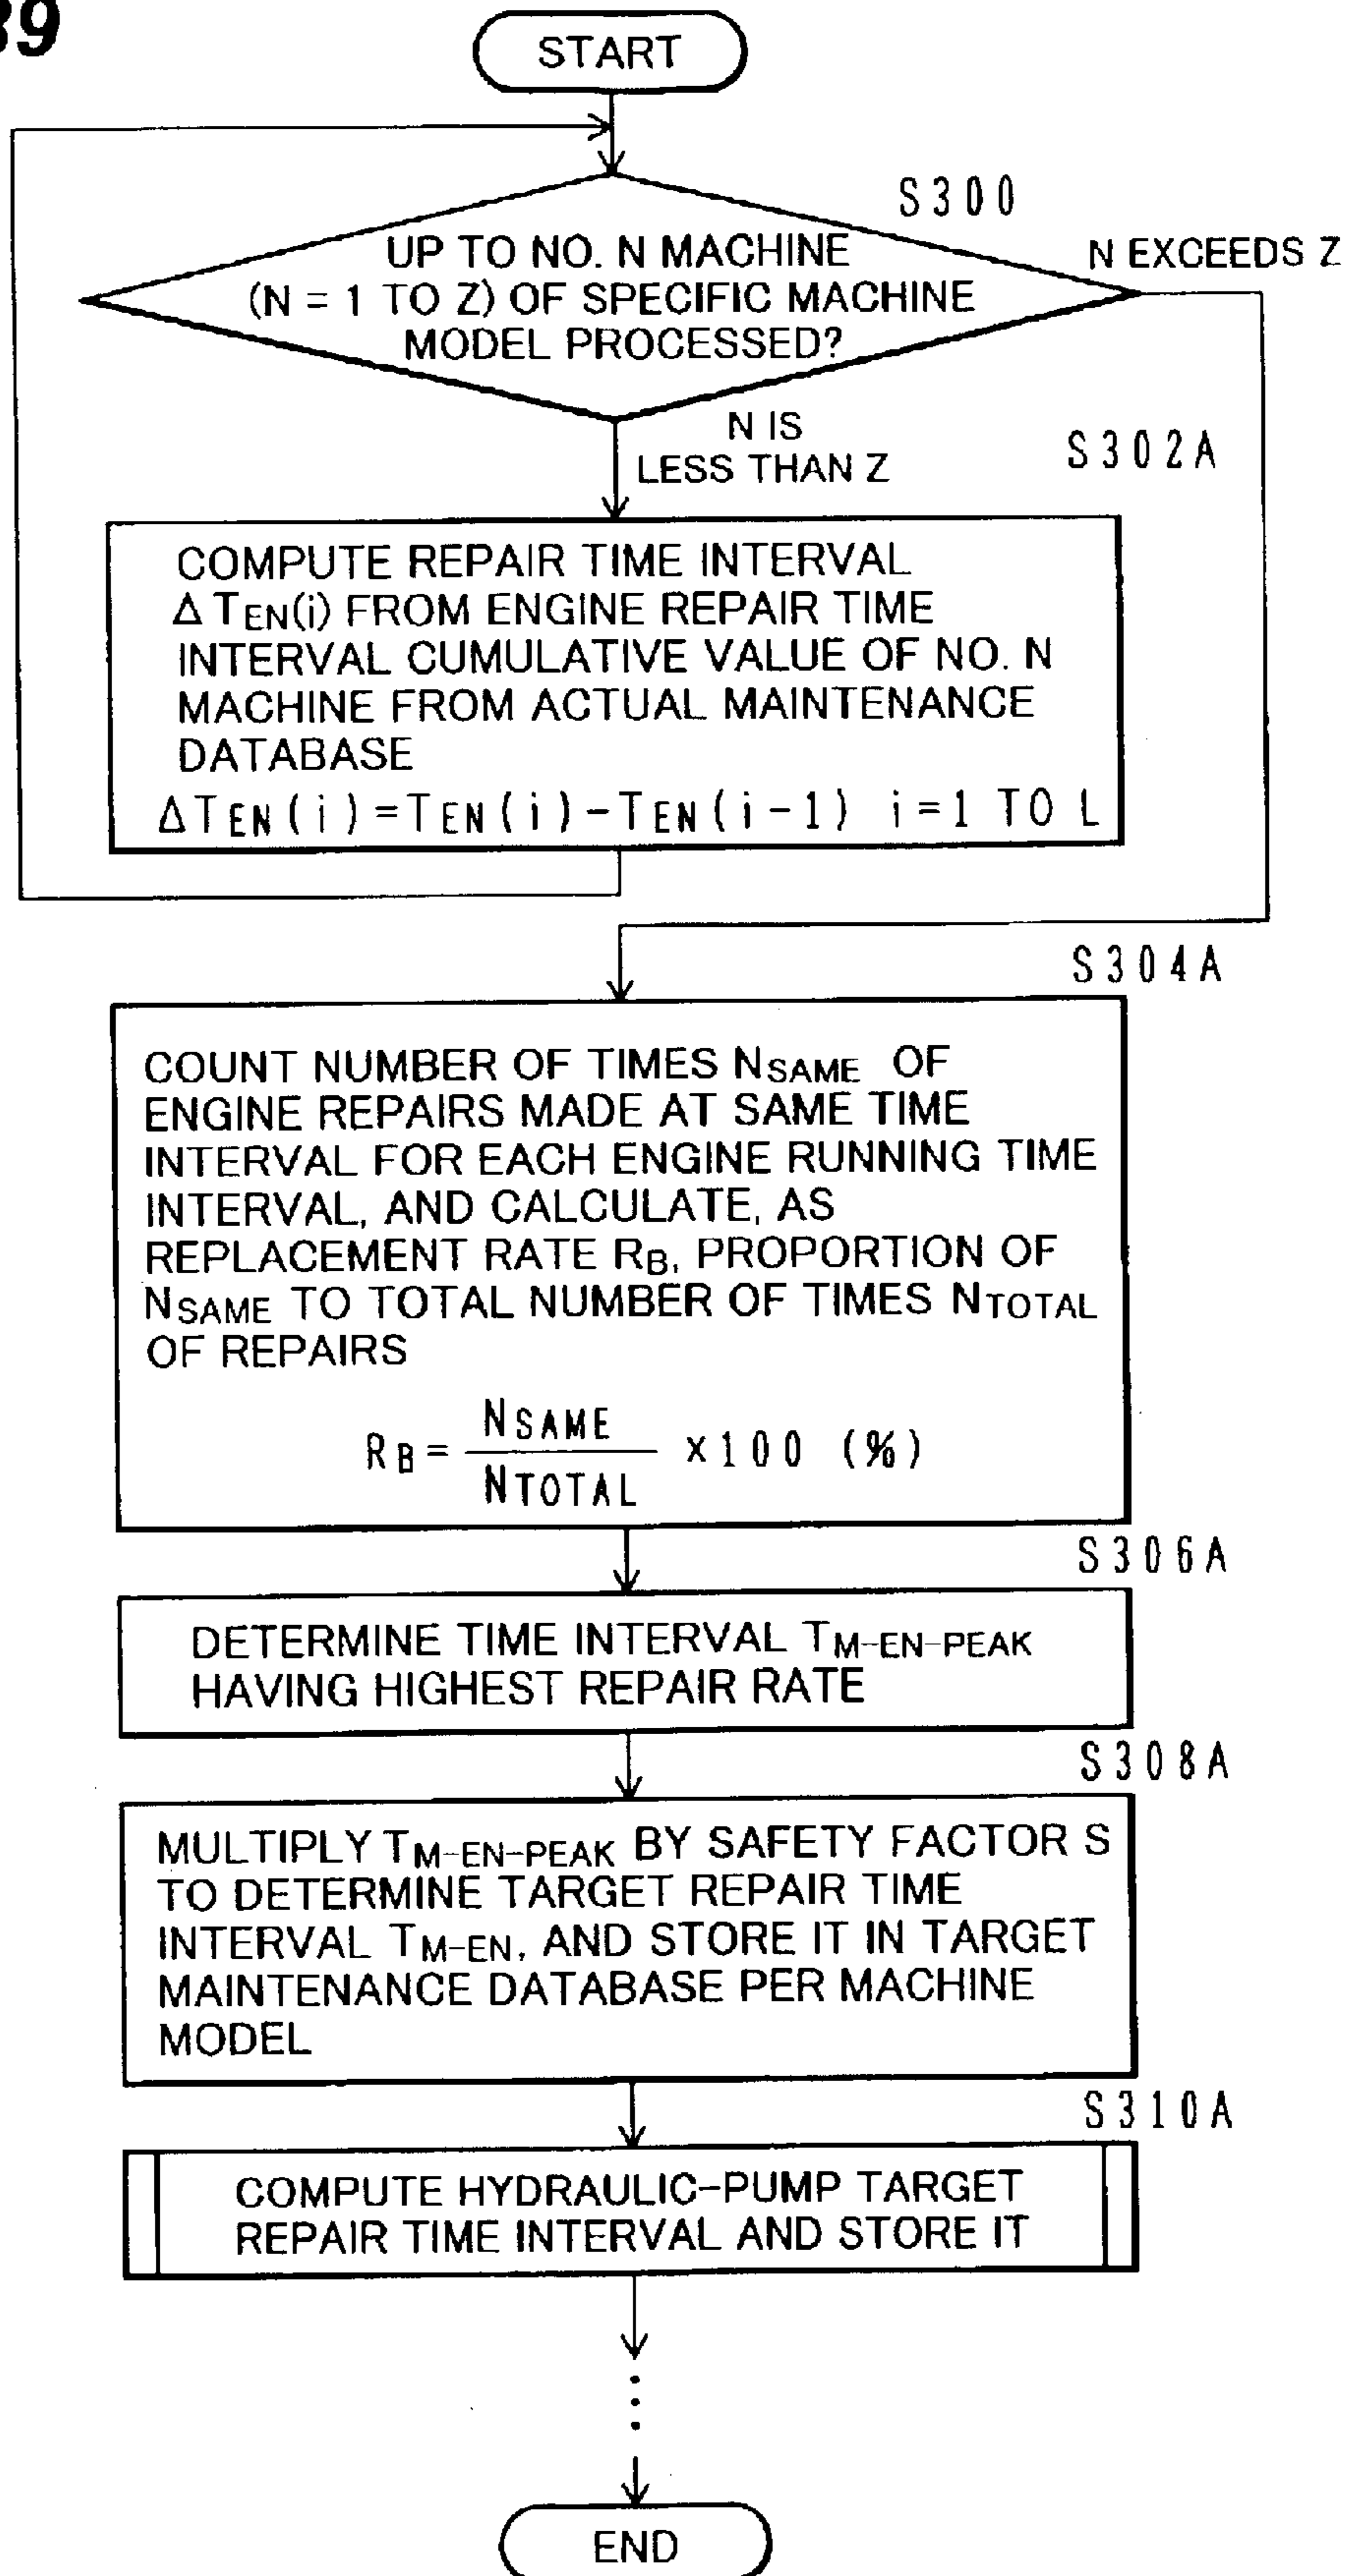 39
START
S300
UP TO NO. N MACHINE
(N = 1 TO Z) OF SPECIFIC MACHINE
MODEL PROCESSED?
N EXCEEDS Z
N IS
LESS THAN Z
S302A
COMPUTE REPAIR TIME INTERVAL
ΔTEN(i) FROM ENGINE REPAIR TIME
INTERVAL CUMULATIVE VALUE OF NO. N
MACHINE FROM ACTUAL MAINTENANCE
DATABASE
ΔTEN(i)=TEN(i)-TEN(i-1) i=1 TO L
S304A
COUNT NUMBER OF TIMES NSAME OF
ENGINE REPAIRS MADE AT SAME TIME
INTERVAL FOR EACH ENGINE RUNNING TIME
INTERVAL, AND CALCULATE, AS
REPLACEMENT RATE RB, PROPORTION OF
NSAME TO TOTAL NUMBER OF TIMES NTOTAL
OF REPAIRS
RB = NSAME / NTOTAL ×100 (%)
S306A
DETERMINE TIME INTERVAL TM-EN-PEAK
HAVING HIGHEST REPAIR RATE
S308A
MULTIPLY TM-EN-PEAK BY SAFETY FACTOR S
TO DETERMINE TARGET REPAIR TIME
INTERVAL TM-EN, AND STORE IT IN TARGET
MAINTENANCE DATABASE PER MACHINE
MODEL
S310A
COMPUTE HYDRAULIC-PUMP TARGET
REPAIR TIME INTERVAL AND STORE IT
END